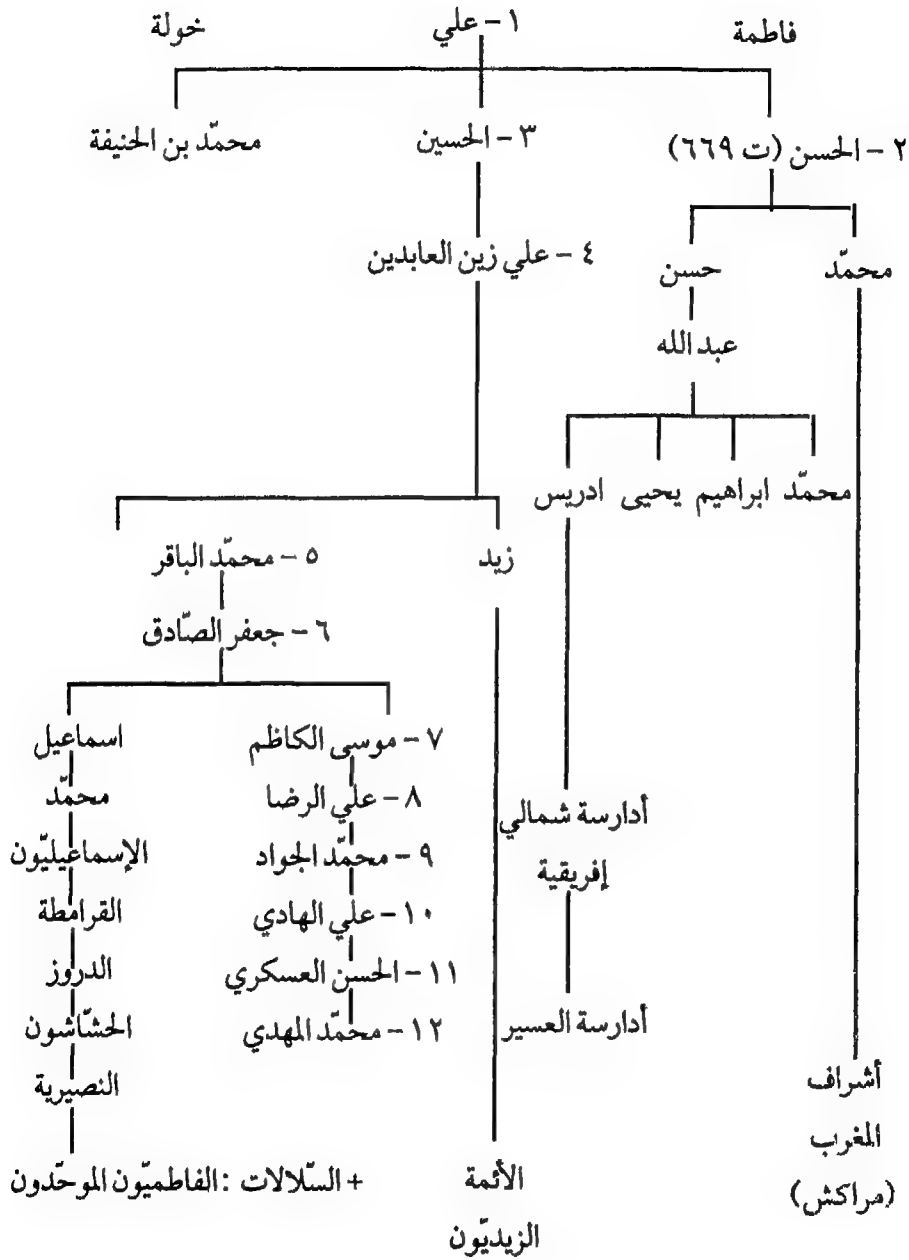 فاطمة ١ – علي خولة
٢ – الحسن (ت ٦٦٩) ٣ – الحسين محمّد بن الحنيفة
محمّد حسن ٤ – علي زين العابدين
عبد الله
محمّد ابراهيم يحيى ادريس
زيد ٥ – محمّد الباقر
٦ – جعفر الصّادق
٧ – موسى الكاظم اسماعيل
أدارسة شمالي ٨ – علي الرضا محمّد
إفريقية ٩ – محمّد الجواد الإسماعيليّون
١٠ – علي الهادي القرامطة
١١ – الحسن العسكري الدروز
أدارسة العسير ١٢ – محمّد المهدي الحشّاشون
أشراف النصيرية
المغرب
الأئمة + السّلالات : الفاطميّون الموحّدون
(مراكش)
الزيديّون